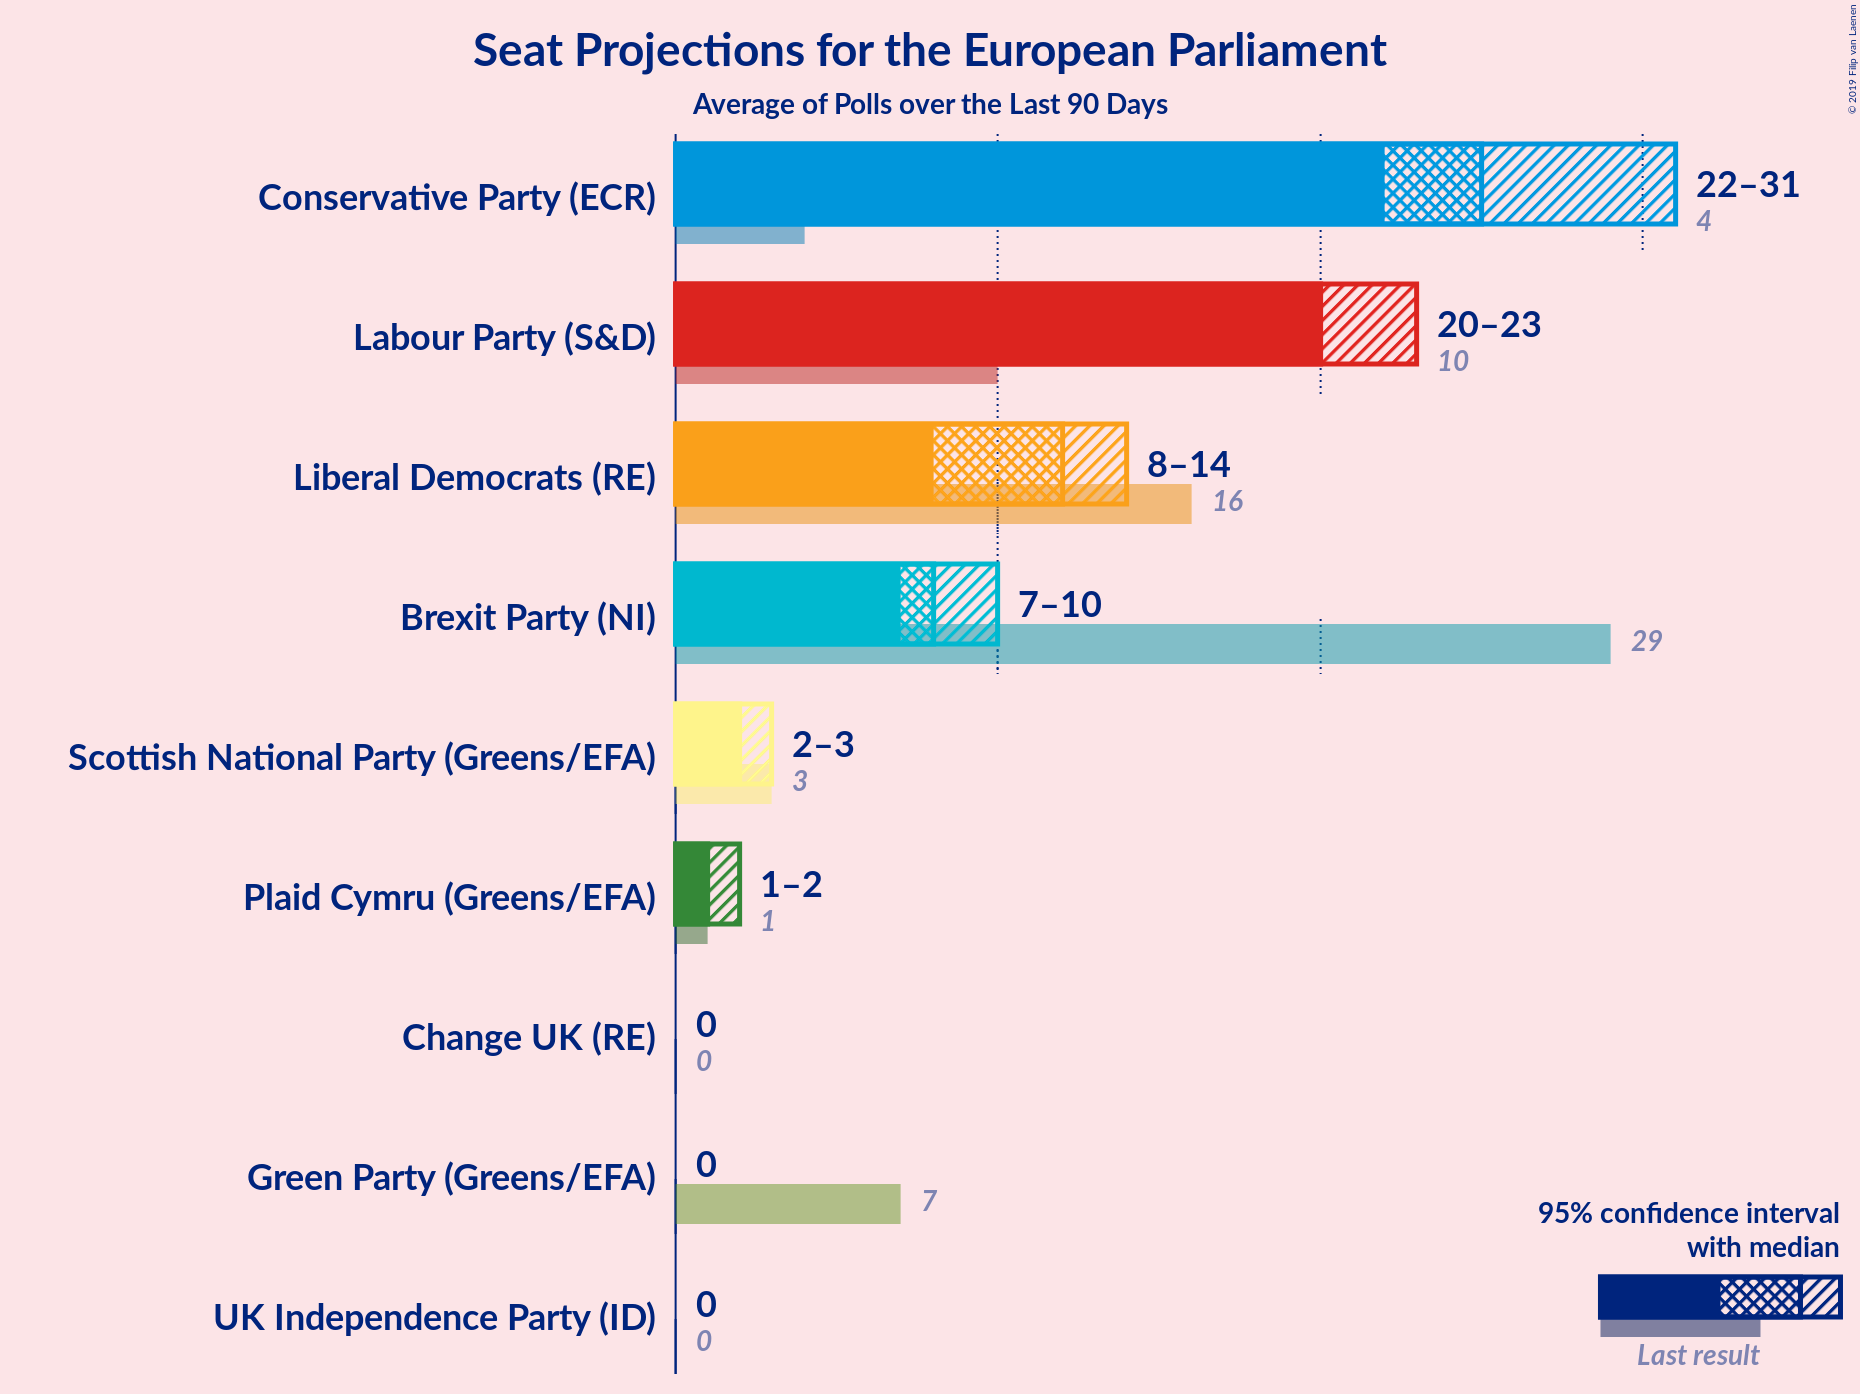 Seat Projections for the European Parliament
Average of Polls over the Last 90 Days
© 2019 Filip van Laenen
Conservative Party (ECR)
22–31
4
Labour Party (S&D)
20–23
10
Liberal Democrats (RE)
8–14
16
Brexit Party (NI)
7–10
29
Scottish National Party (Greens/EFA)
2–3
3
Plaid Cymru (Greens/EFA)
1–2
1
Change UK (RE)
0
0
Green Party (Greens/EFA)
0
7
UK Independence Party (ID)
0
0
95% confidence interval
with median
Last result